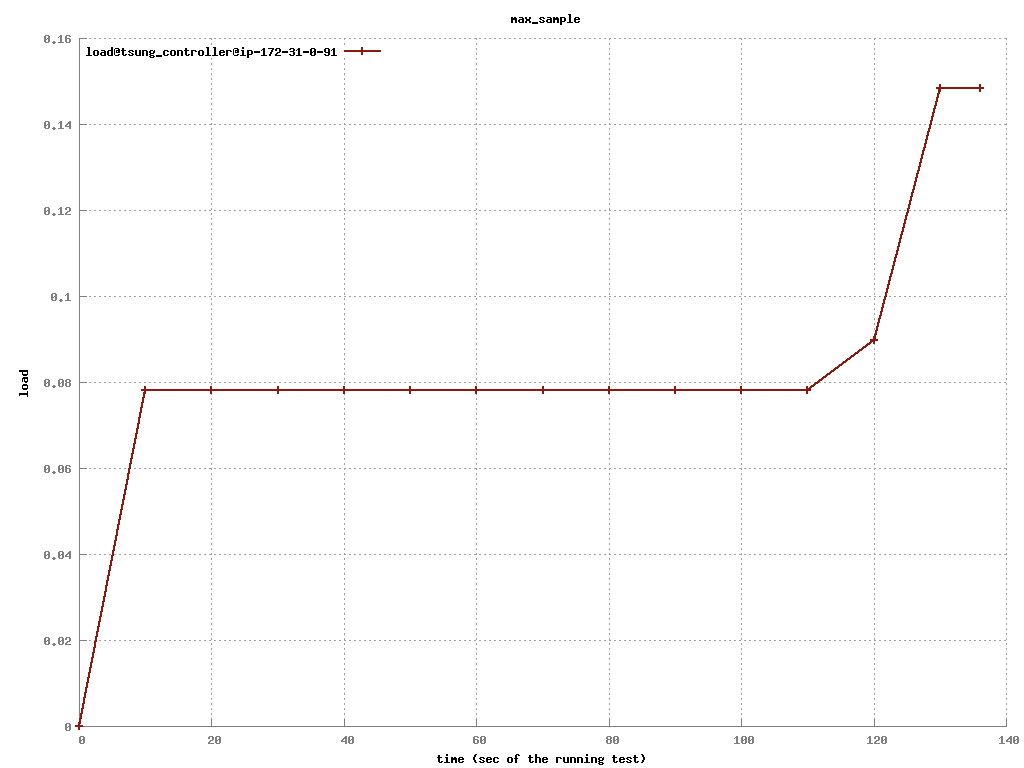 max_sample
load@tsung_controller@ip-172-31-0-91
0.16
0.14
0.12
0.1
0.08
0.06
0.04
0.02
0
load
0 20 40 60 80 100 120 140
time (sec of the running test)